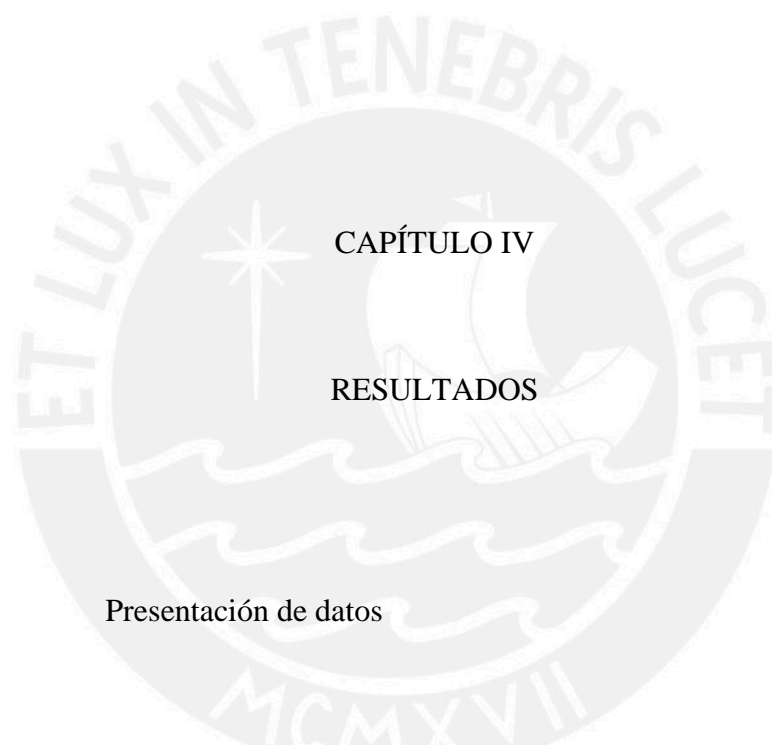 ET LUX IN TENEBRIS LUCET
CAPÍTULO IV
RESULTADOS
Presentación de datos
MCMXVII